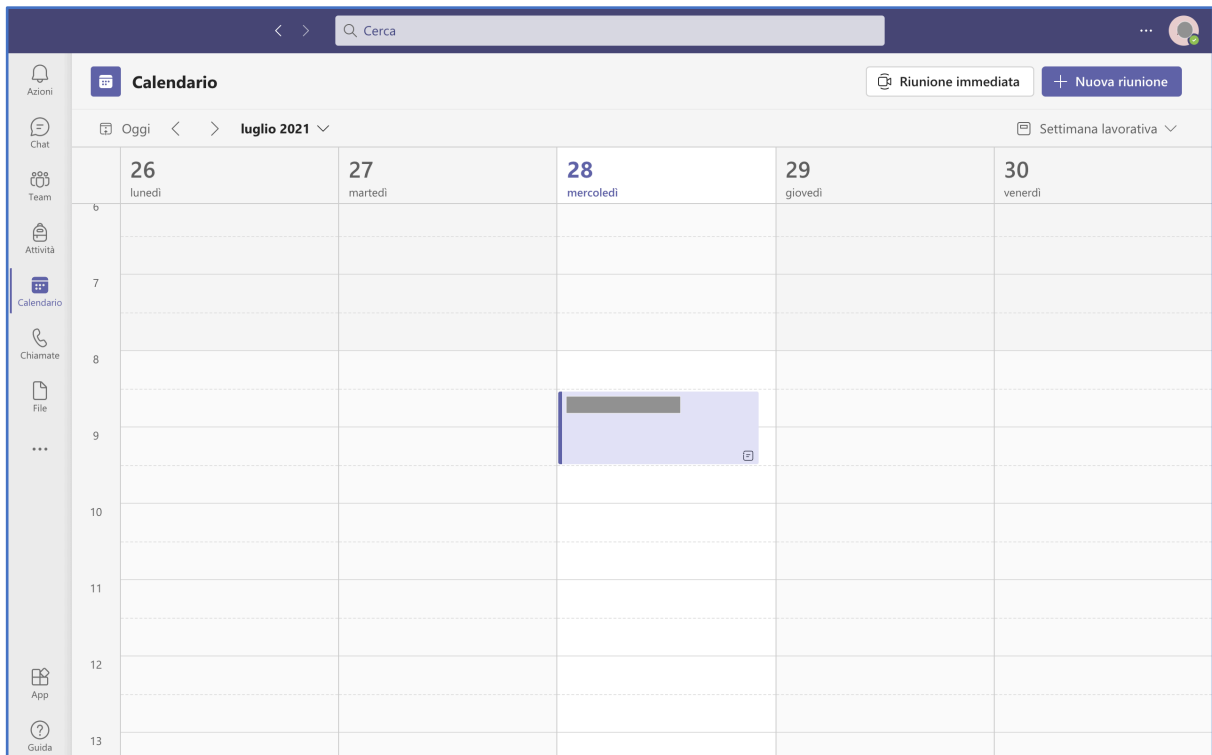 Cerca
Azioni
Chat
Team
Attività
Calendario
Chiamate
File
App
Guida
Calendario
Riunione immediata
Nuova riunione
Oggi
luglio 2021
Settimana lavorativa
26
lunedì
27
martedì
28
mercoledì
29
giovedì
30
venerdì
6
7
8
9
10
11
12
13